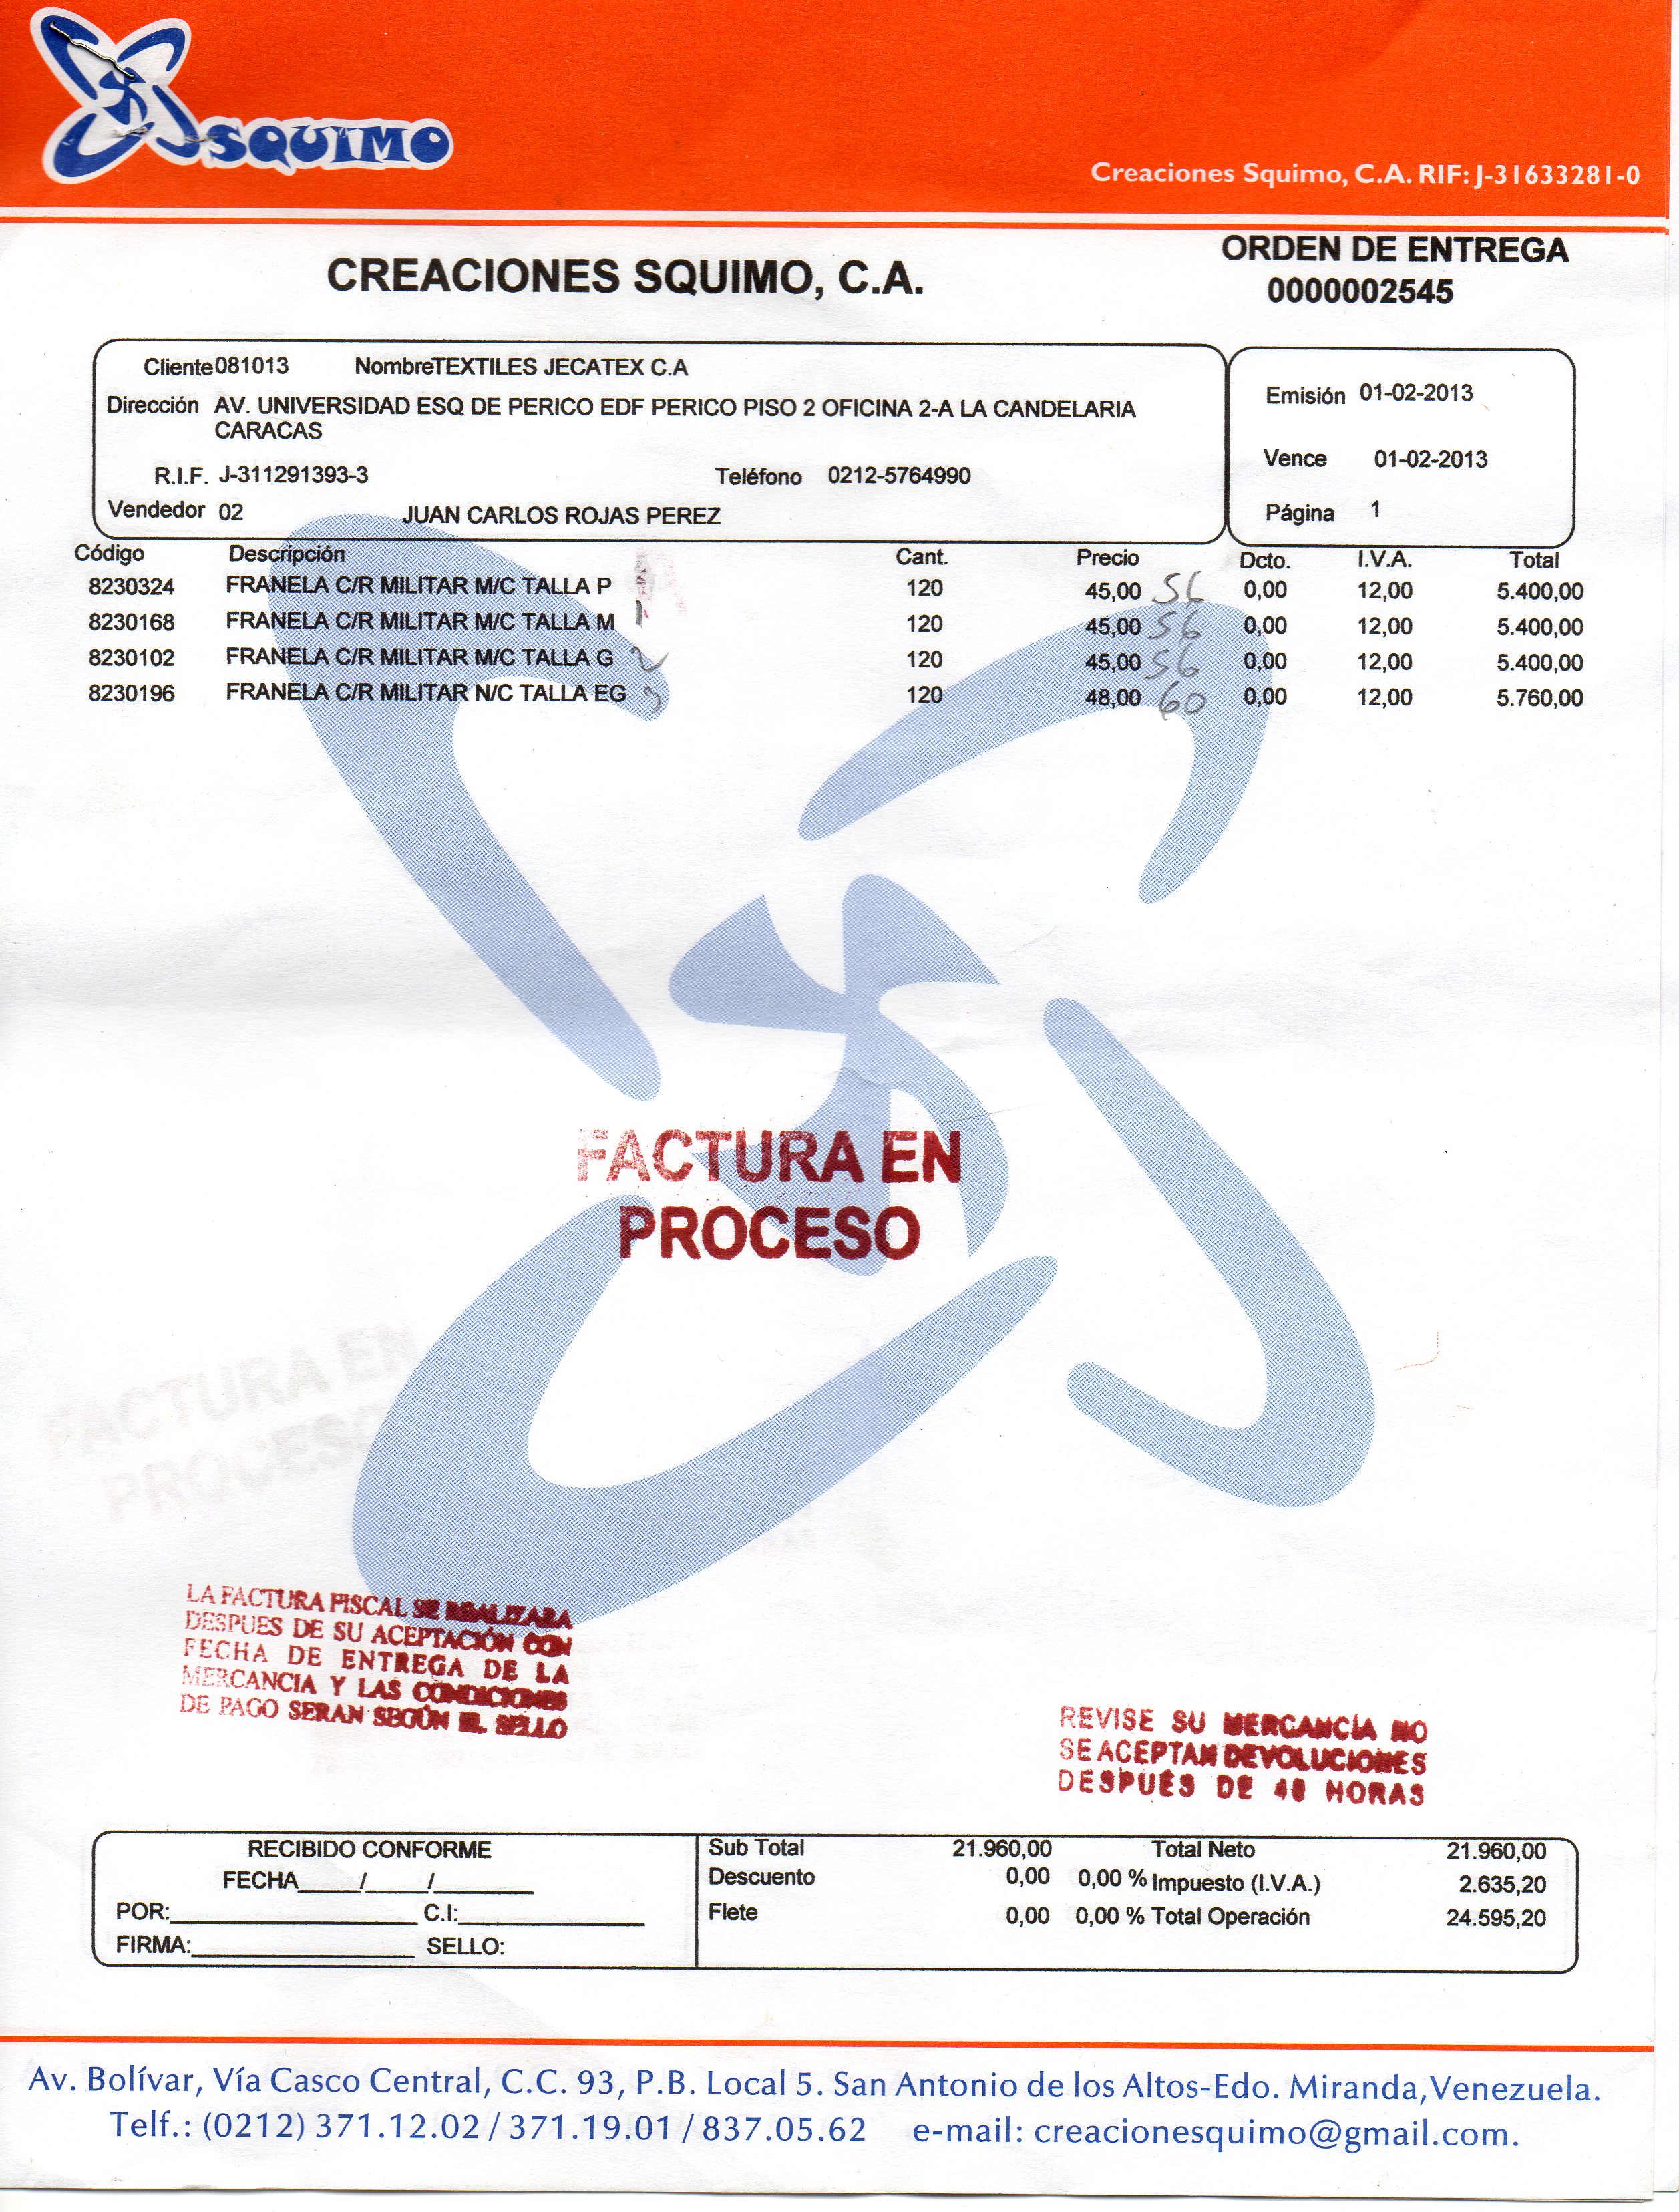 SQUIMO
Creaciones Squimo, C.A. RIF: J-31633281-0
CREACIONES SQUIMO, C.A.
ORDEN DE ENTREGA
0000002545
Cliente 081013 Nombre TEXTILES JECATEX C.A
Dirección AV. UNIVERSIDAD ESQ DE PERICO EDF PERICO PISO 2 OFICINA 2-A LA CANDELARIA
CARACAS
R.I.F. J-311291393-3 Teléfono 0212-5764990
Vendedor 02 JUAN CARLOS ROJAS PEREZ
Emisión 01-02-2013
Vence 01-02-2013
Página 1
Código Descripción Cant. Precio Dcto. I.V.A. Total
8230324 FRANELA C/R MILITAR M/C TALLA P 120 45,00 56 0,00 12,00 5.400,00
8230168 FRANELA C/R MILITAR M/C TALLA M 1 120 45,00 56 0,00 12,00 5.400,00
8230102 FRANELA C/R MILITAR M/C TALLA G 2 120 45,00 56 0,00 12,00 5.400,00
8230196 FRANELA C/R MILITAR N/C TALLA EG 3 120 48,00 60 0,00 12,00 5.760,00
FACTURA EN
PROCESO
FACTURA EN
PROCESO
LA FACTURA FISCAL SE REALIZARA
DESPUES DE SU ACEPTACIÓN CON
FECHA DE ENTREGA DE LA
MERCANCIA Y LAS CONDICIONES
DE PAGO SERAN SEGÚN EL SELLO
REVISE SU MERCANCÍA NO
SE ACEPTAN DEVOLUCIONES
DESPUÉS DE 48 HORAS
RECIBIDO CONFORME
FECHA____/____/______
POR:__________ C.I:__________
FIRMA:__________ SELLO:
Sub Total 21.960,00 Total Neto 21.960,00
Descuento 0,00 0,00 % Impuesto (I.V.A.) 2.635,20
Flete 0,00 0,00 % Total Operación 24.595,20
Av. Bolívar, Vía Casco Central, C.C. 93, P.B. Local 5. San Antonio de los Altos-Edo. Miranda, Venezuela.
Telf.: (0212) 371.12.02 / 371.19.01 / 837.05.62 e-mail: creacionesquimo@gmail.com.